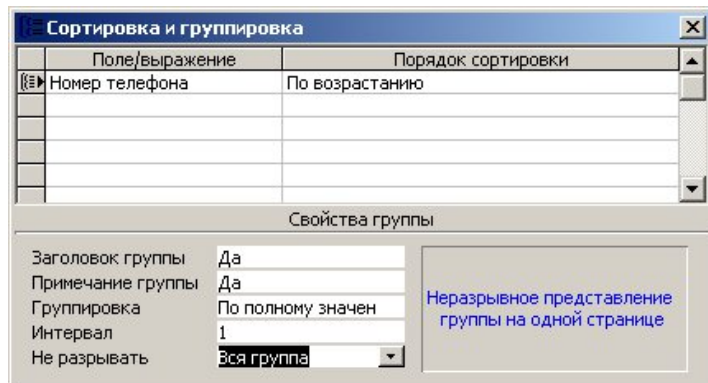 Сортировка и группировка
Поле/выражение Порядок сортировки
Номер телефона По возрастанию
Свойства группы
Заголовок группы Да
Примечание группы Да
Группировка По полному значен
Интервал 1
Не разрывать Вся группа
Неразрывное представление
группы на одной странице